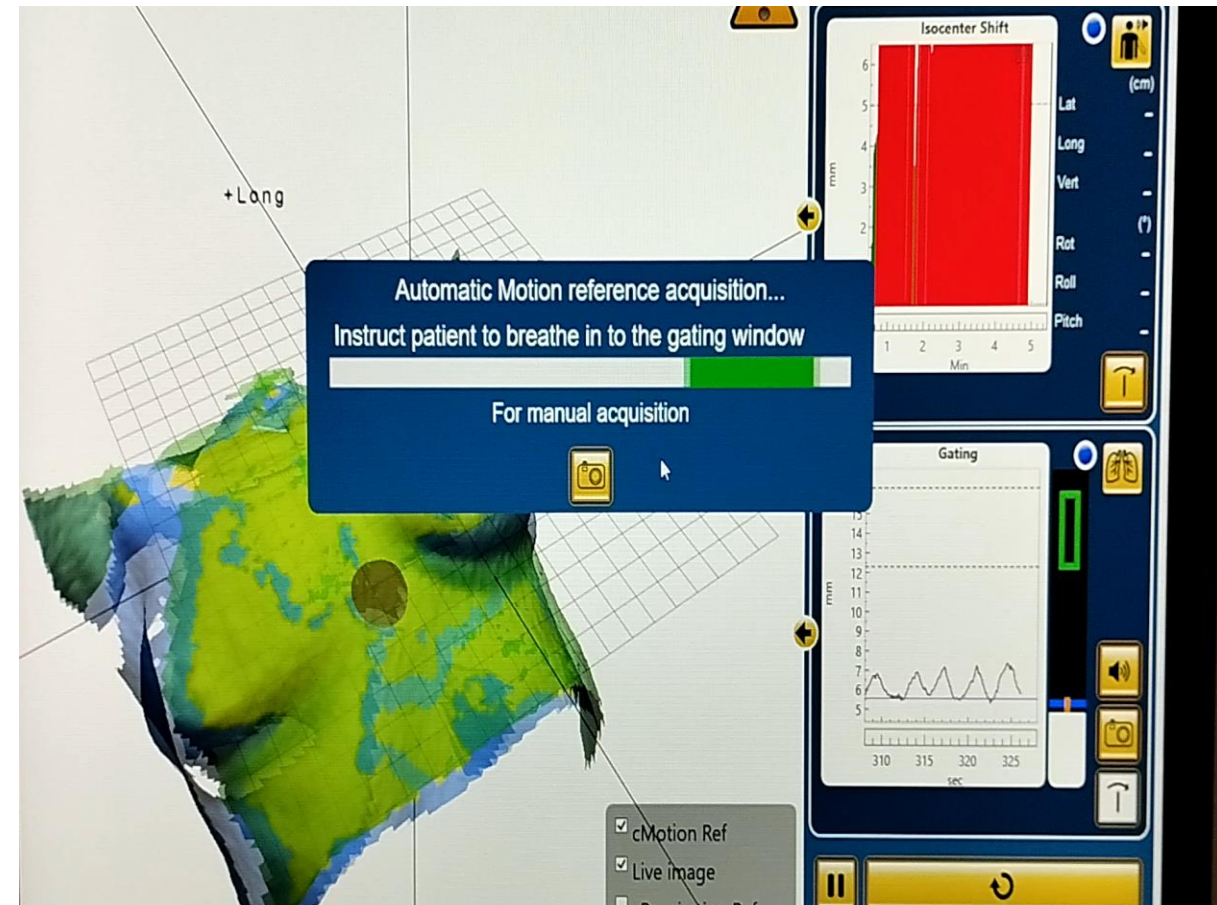 +Long
Automatic Motion reference acquisition...
Instruct patient to breathe in to the gating window
For manual acquisition
cMotion Ref
Live image
Isocenter Shift
mm
6
5
4
3
2
1 2 3 4 5
Min
(cm)
Lat -
Long -
Vert -
(°)
Rot -
Roll -
Pitch -
Gating
mm
15
14
13
12
11
10
9
8
7
6
5
310 315 320 325
sec